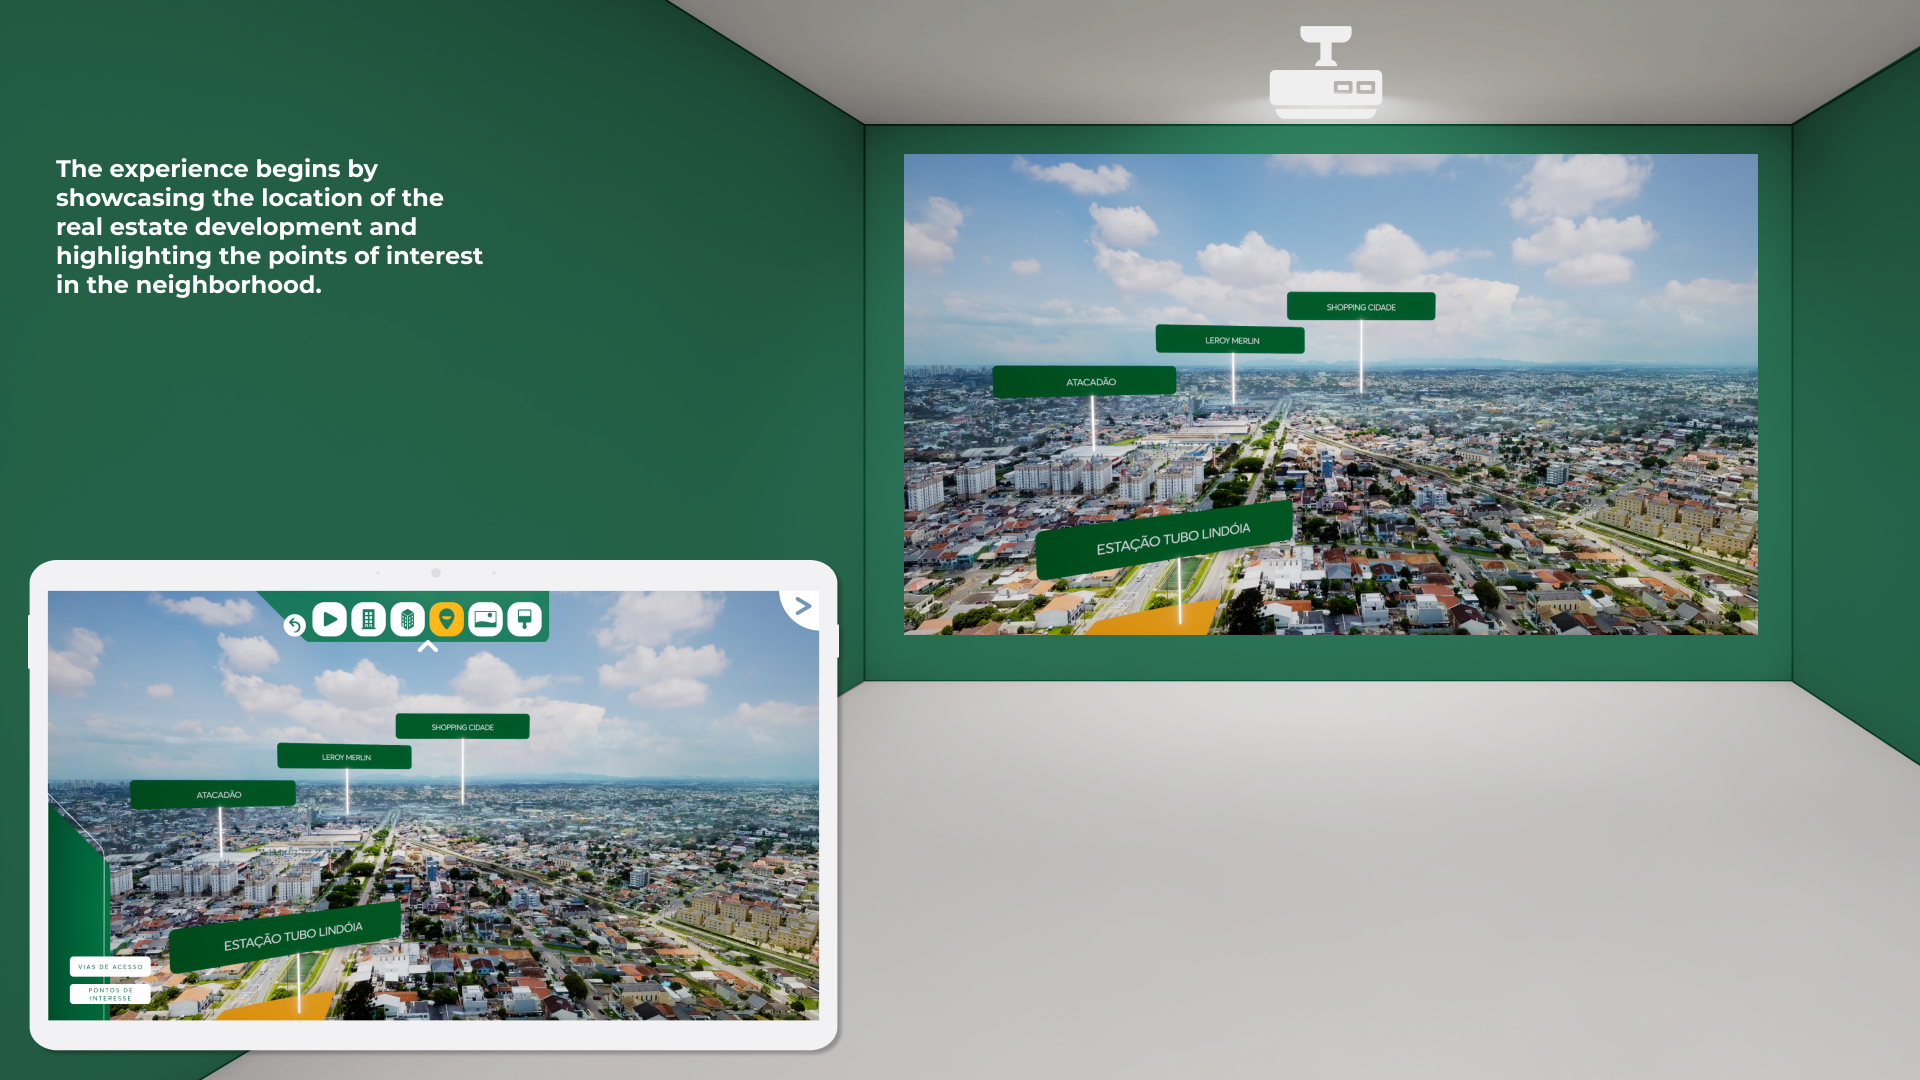 The experience begins by
showcasing the location of the
real estate development and
highlighting the points of interest
in the neighborhood.
SHOPPING CIDADE
LEROY MERLIN
ATACADÃO
ESTAÇÃO TUBO LINDÓIA
SHOPPING CIDADE
LEROY MERLIN
ATACADÃO
ESTAÇÃO TUBO LINDÓIA
VIAS DE ACESSO
PONTOS DE
INTERESSE